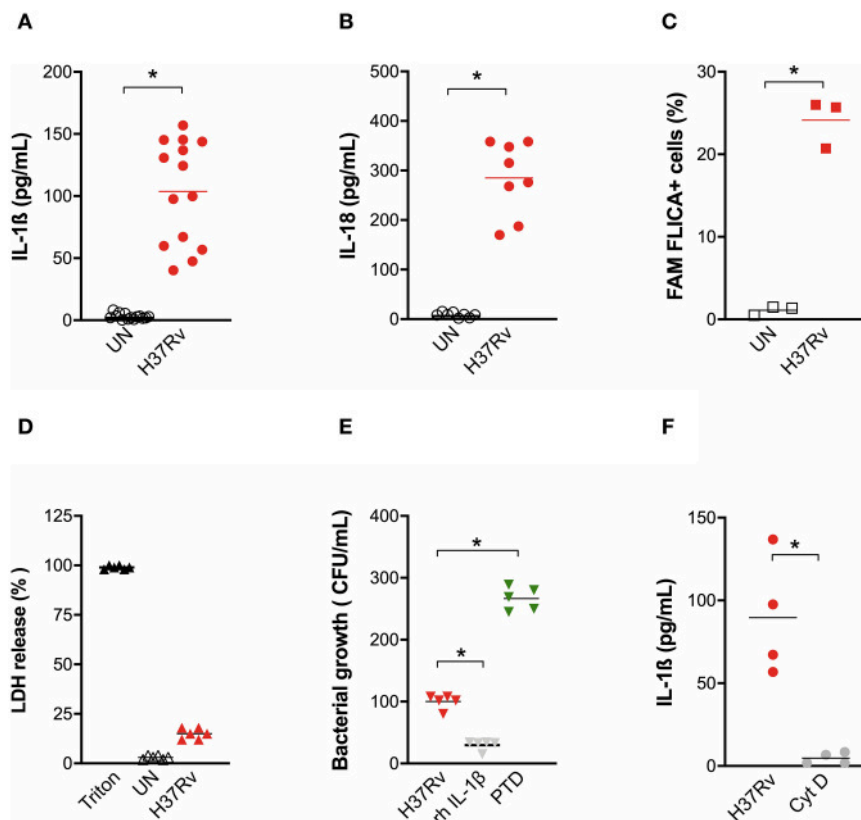 A
B
C
IL-1ß (pg/mL)
200
150
100
50
0
*
UN
H37Rv
IL-18 (pg/mL)
500
400
300
200
100
0
*
UN
H37Rv
FAM FLICA+ cells (%)
30
20
10
0
*
UN
H37Rv
D
E
F
LDH release (% )
125
100
75
50
25
0
Triton
UN
H37Rv
Bacterial growth ( CFU/mL)
400
300
200
100
0
*
*
H37Rv
rh IL-1β
PTD
IL-1ß (pg/mL)
150
100
50
0
*
H37Rv
Cyt D